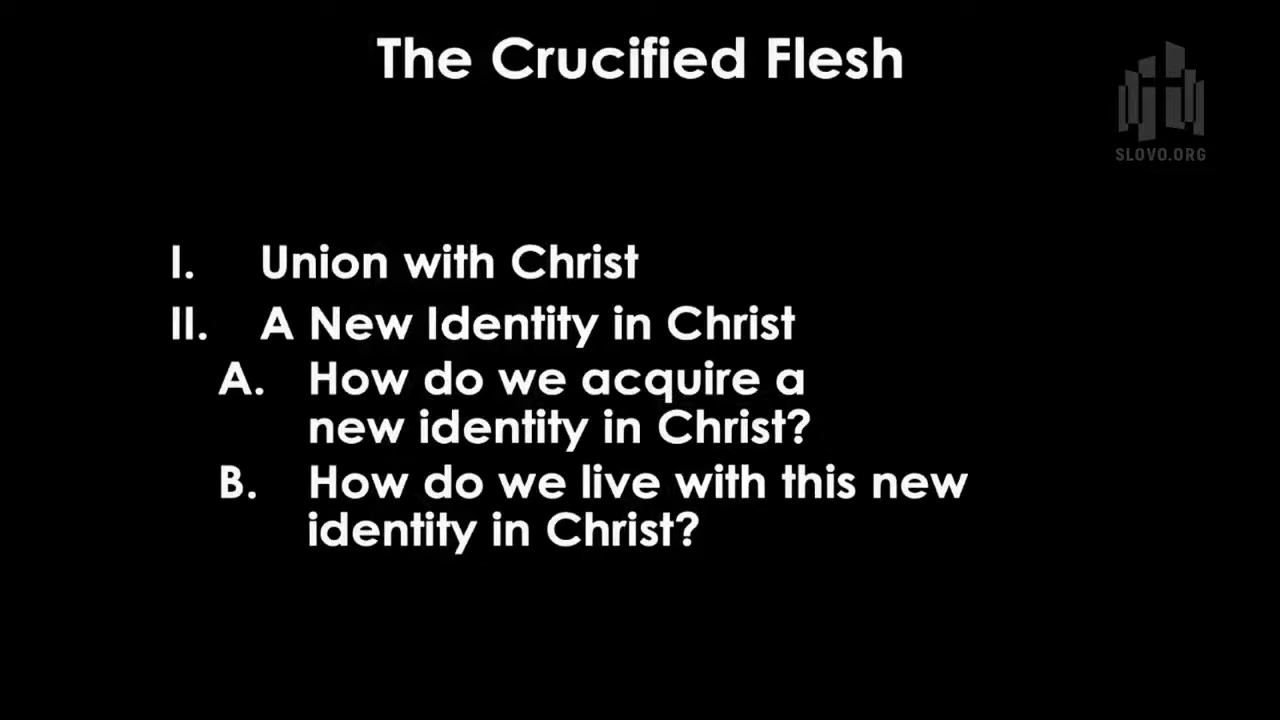 The Crucified Flesh
SLOVO.ORG
I. Union with Christ
II. A New Identity in Christ
A. How do we acquire a
new identity in Christ?
B. How do we live with this new
identity in Christ?